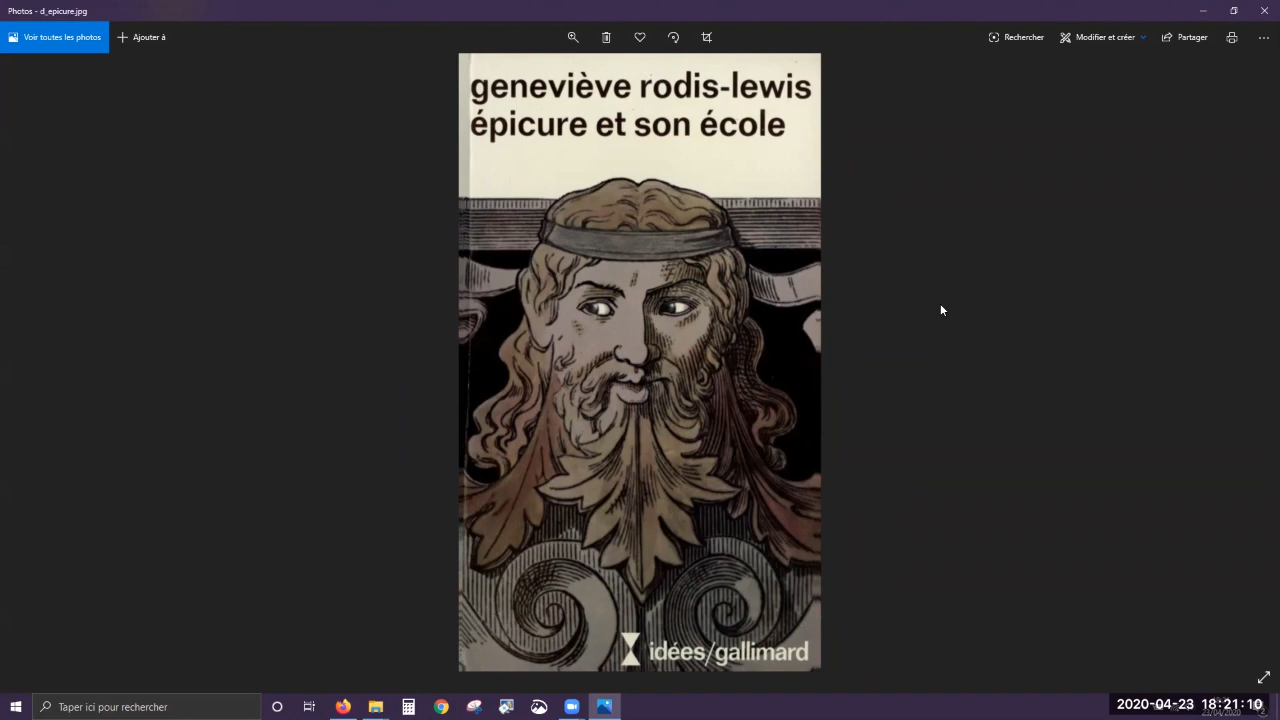 Photos - d_epicure.jpg
Voir toutes les photos
Ajouter à
Rechercher
Modifier et créer
Partager
geneviève rodis-lewis
épicure et son école
idées/gallimard
Taper ici pour rechercher
2020-04-23 18:21:10